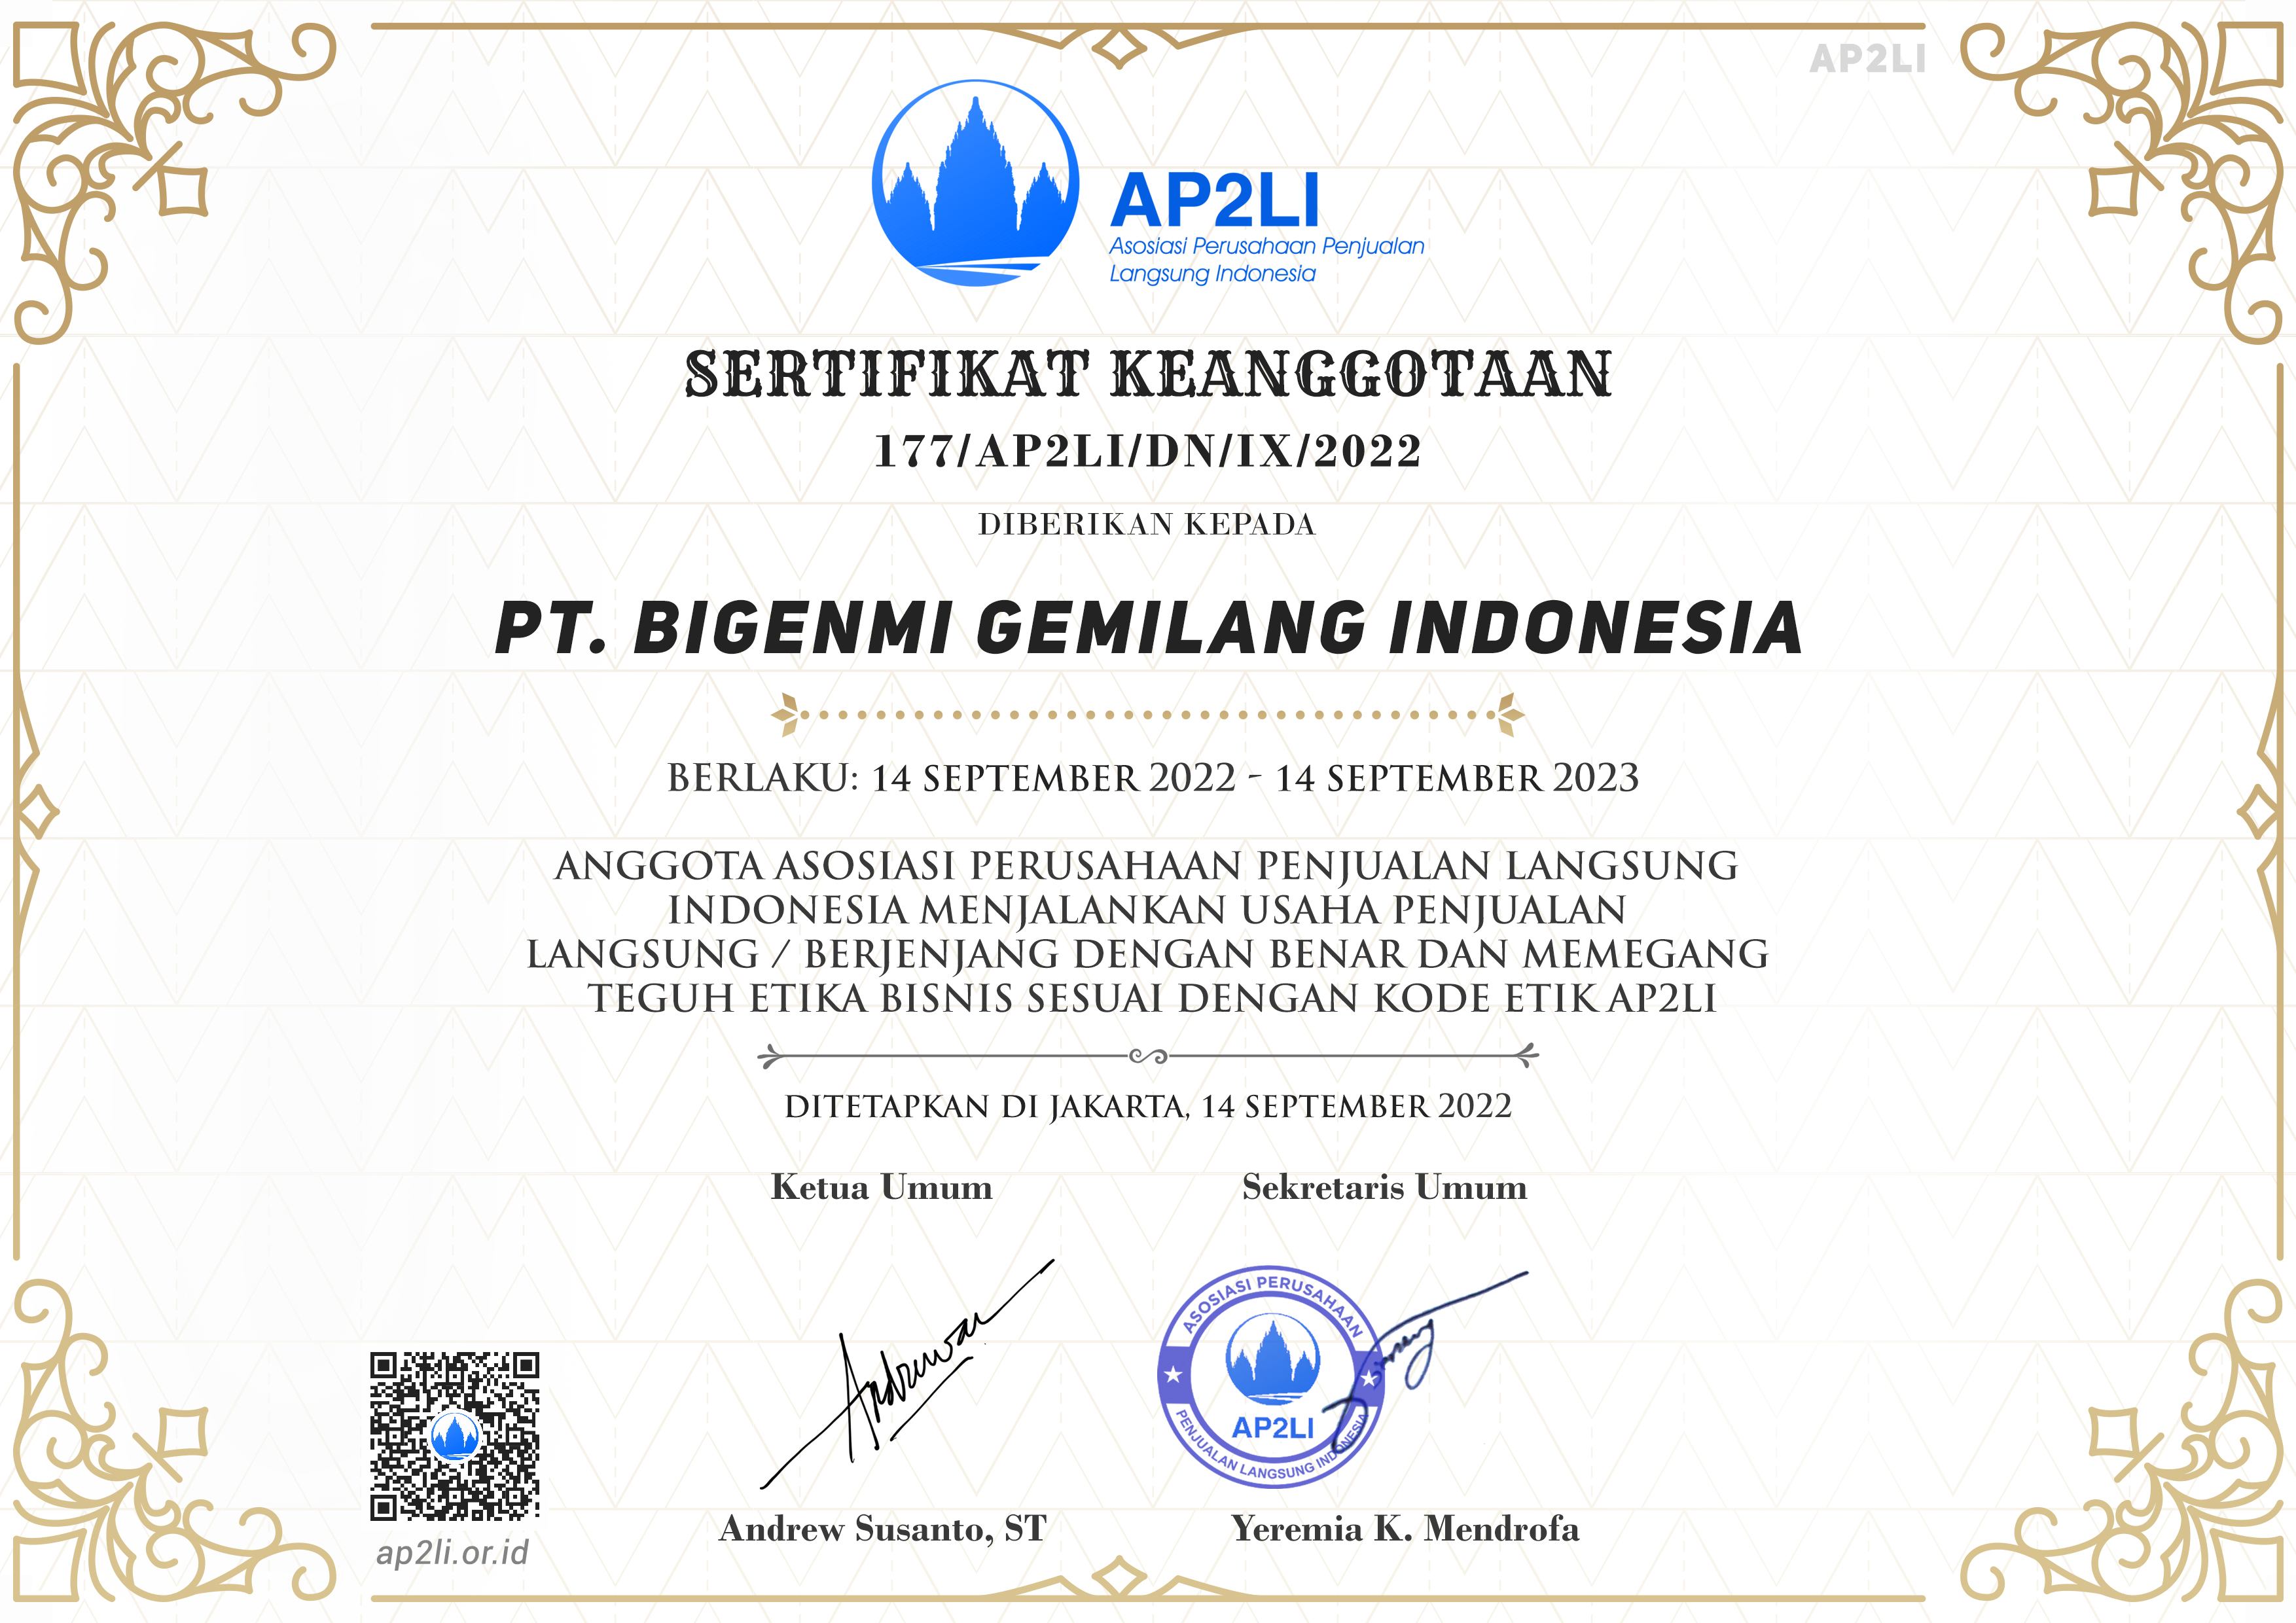 AP2LI
AP2LI
Asosiasi Perusahaan Penjualan
Langsung Indonesia
SERTIFIKAT KEANGGOTAAN
177/AP2LI/DN/IX/2022
DIBERIKAN KEPADA
PT. BIGENMI GEMILANG INDONESIA
BERLAKU: 14 SEPTEMBER 2022 - 14 SEPTEMBER 2023
ANGGOTA ASOSIASI PERUSAHAAN PENJUALAN LANGSUNG
INDONESIA MENJALANKAN USAHA PENJUALAN
LANGSUNG / BERJENJANG DENGAN BENAR DAN MEMEGANG
TEGUH ETIKA BISNIS SESUAI DENGAN KODE ETIK AP2LI
DITETAPKAN DI JAKARTA, 14 SEPTEMBER 2022
Ketua Umum
Sekretaris Umum
ASOSIASI PERUSAHAAN
AP2LI
PENJUALAN LANGSUNG INDONESIA
Andrew Susanto, ST
Yeremia K. Mendrofa
ap2li.or.id